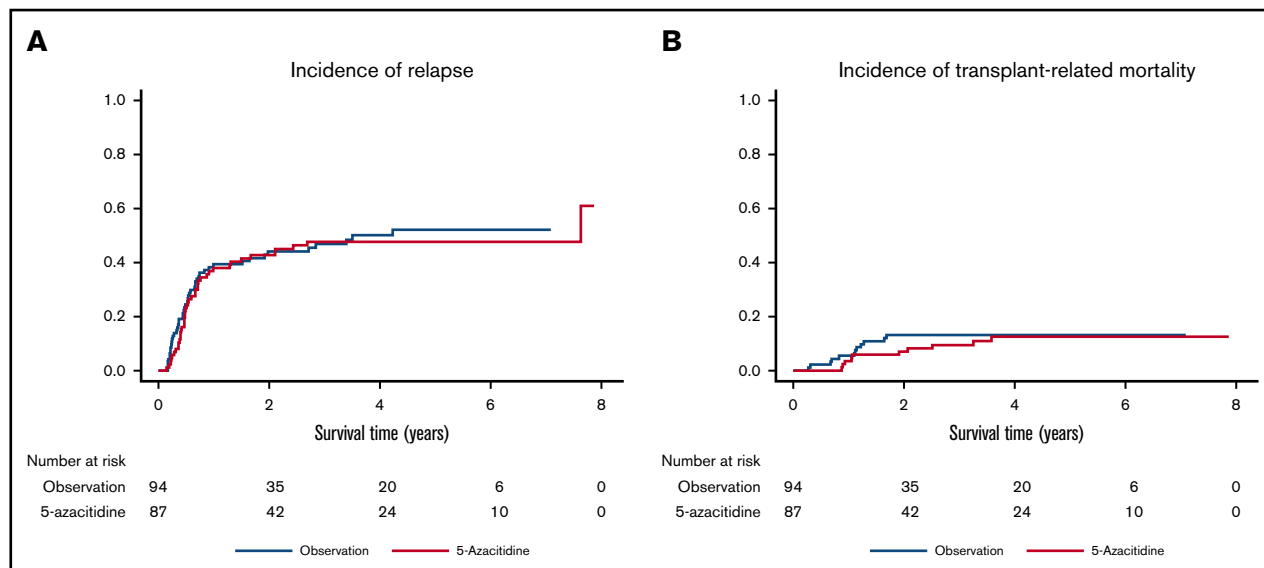 A
Incidence of relapse
1.0
0.8
0.6
0.4
0.2
0.0
0 2 4 6 8
Survival time (years)
Number at risk
Observation 94 35 20 6 0
5-azacitidine 87 42 24 10 0
Observation 5-Azacitidine
B
Incidence of transplant-related mortality
1.0
0.8
0.6
0.4
0.2
0.0
0 2 4 6 8
Survival time (years)
Number at risk
Observation 94 35 20 6 0
5-azacitidine 87 42 24 10 0
Observation 5-Azacitidine